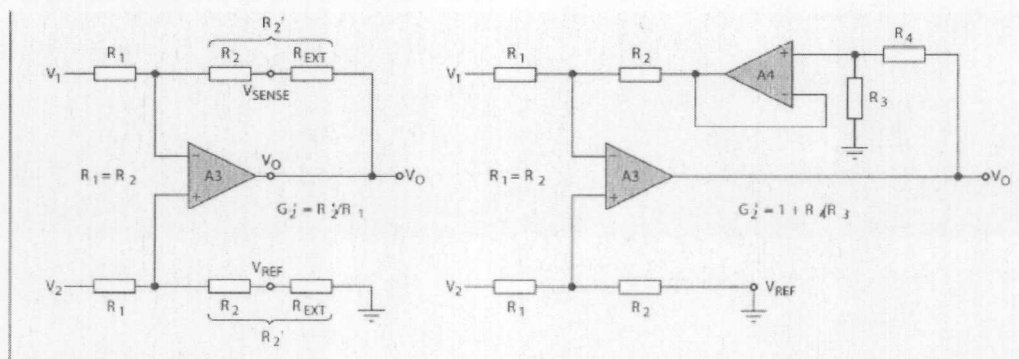 R2'
R1
R2
REXT
V1
VSENSE
R1 = R2
A3
VO
VO
G2' = R2'/R1
V2
R1
R2
VREF
REXT
R2'
R1
R2
A4
R4
R3
V1
R1 = R2
A3
VO
G2' = 1 + R4/R3
V2
R1
R2
VREF